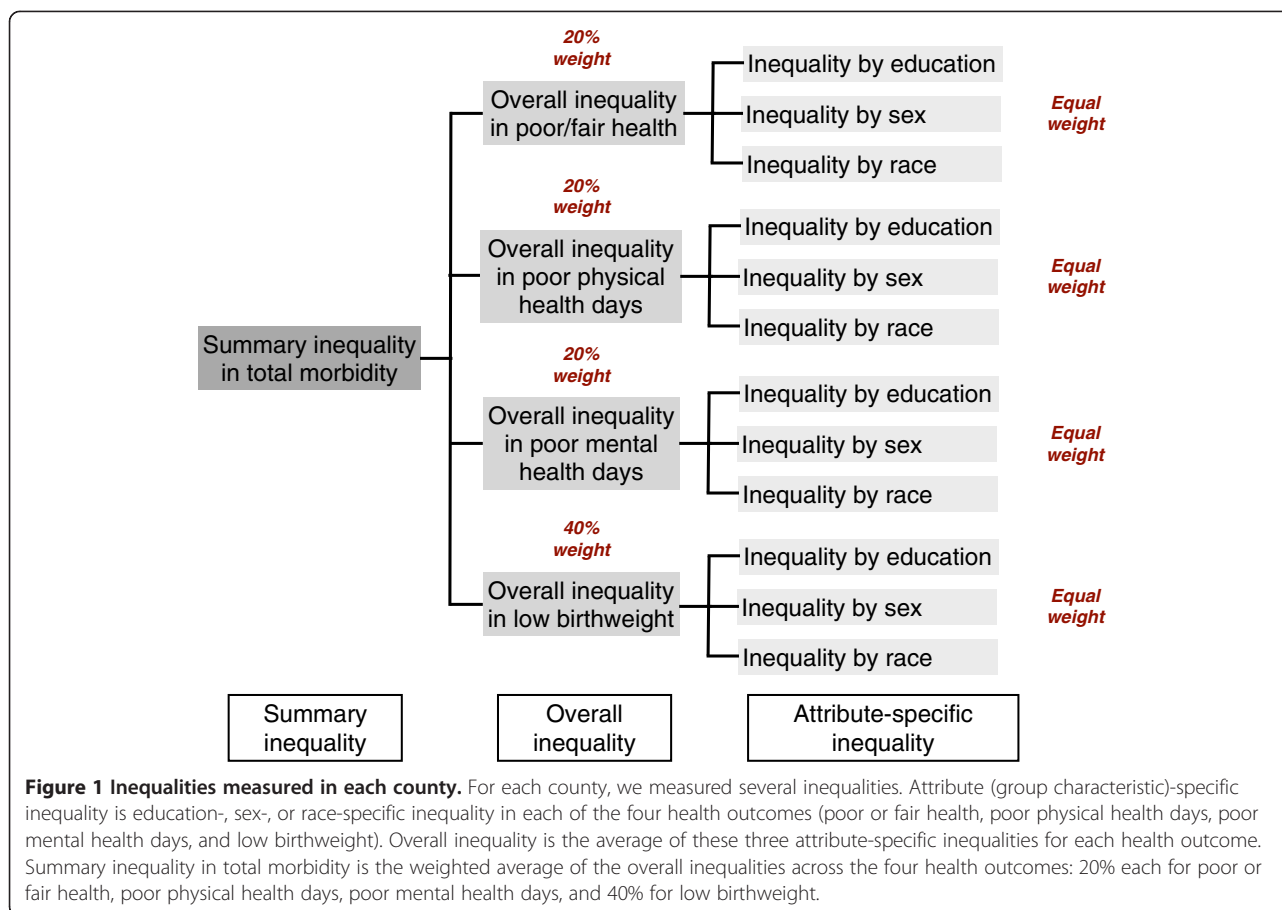 20%
weight
Overall inequality
in poor/fair health
Inequality by education
Inequality by sex
Inequality by race
Equal
weight
20%
weight
Overall inequality
in poor physical
health days
Inequality by education
Inequality by sex
Inequality by race
Equal
weight
Summary inequality
in total morbidity
20%
weight
Overall inequality
in poor mental
health days
Inequality by education
Inequality by sex
Inequality by race
Equal
weight
40%
weight
Overall inequality
in low birthweight
Inequality by education
Inequality by sex
Inequality by race
Equal
weight
Summary
inequality
Overall
inequality
Attribute-specific
inequality
Figure 1 Inequalities measured in each county. For each county, we measured several inequalities. Attribute (group characteristic)-specific
inequality is education-, sex-, or race-specific inequality in each of the four health outcomes (poor or fair health, poor physical health days, poor
mental health days, and low birthweight). Overall inequality is the average of these three attribute-specific inequalities for each health outcome.
Summary inequality in total morbidity is the weighted average of the overall inequalities across the four health outcomes: 20% each for poor or
fair health, poor physical health days, poor mental health days, and 40% for low birthweight.